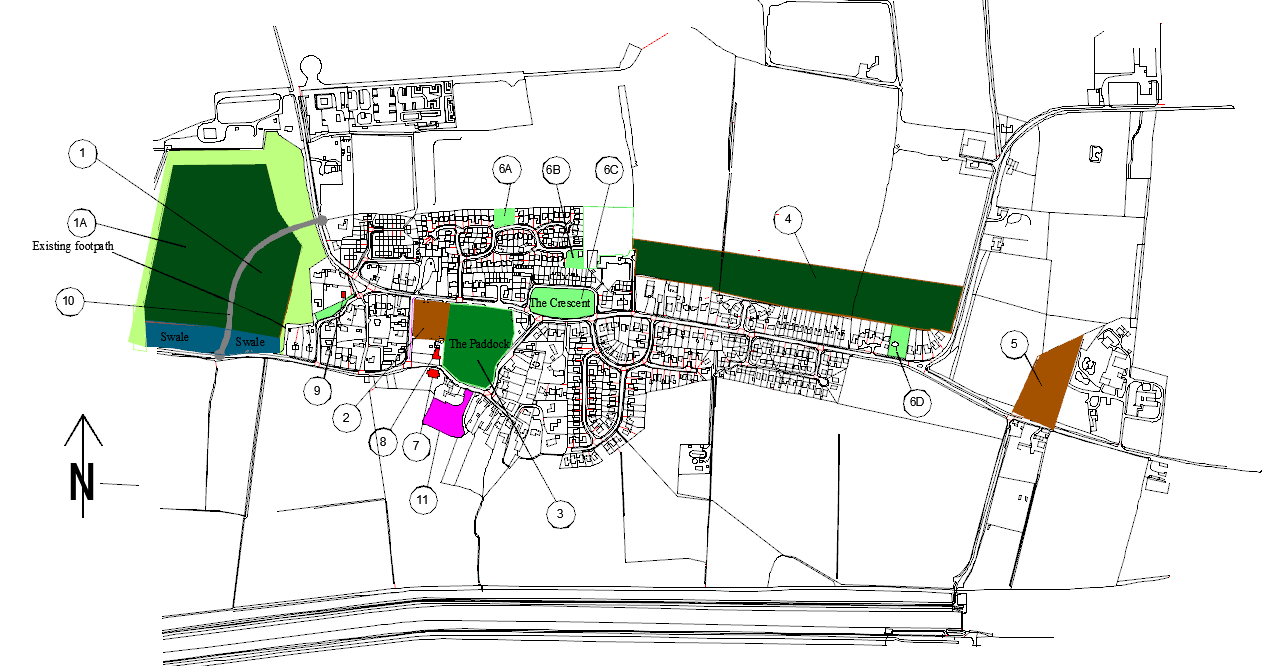 1
6A
6B
6C
1A
4
Existing footpath
10
The Crescent
Swale
Swale
The Paddock
5
9
2
8
7
6D
N
11
3